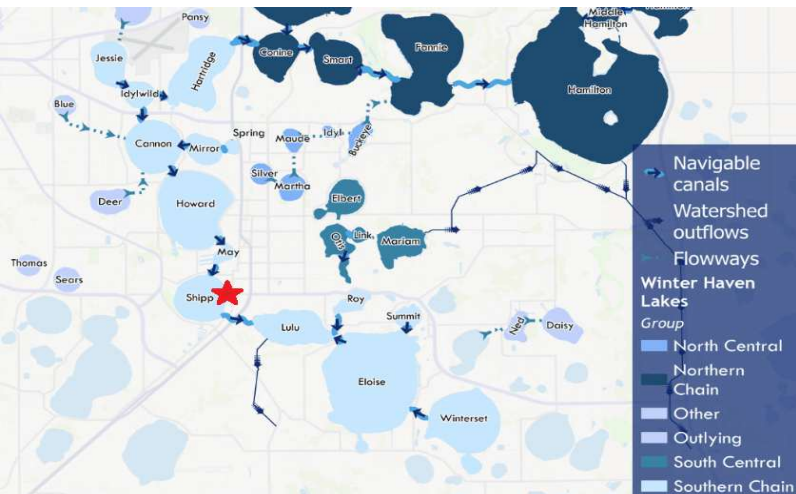 Middle
Hamilton
Hamilton
Pansy
Jessie
Hartridge
Conine
Smart
Fannie
Hamilton
Idylwild
Blue
Cannon
Mirror
Spring
Maude
Idyl
Buckeye
Silver
Martha
Deer
Howard
Elbert
Otis
Link
Mariam
May
Thomas
Sears
Shipp
Roy
Summit
Lulu
Ned
Daisy
Eloise
Winterset
Navigable
canals
Watershed
outflows
Flowways
Winter Haven
Lakes
Group
North Central
Northern
Chain
Other
Outlying
South Central
Southern Chain